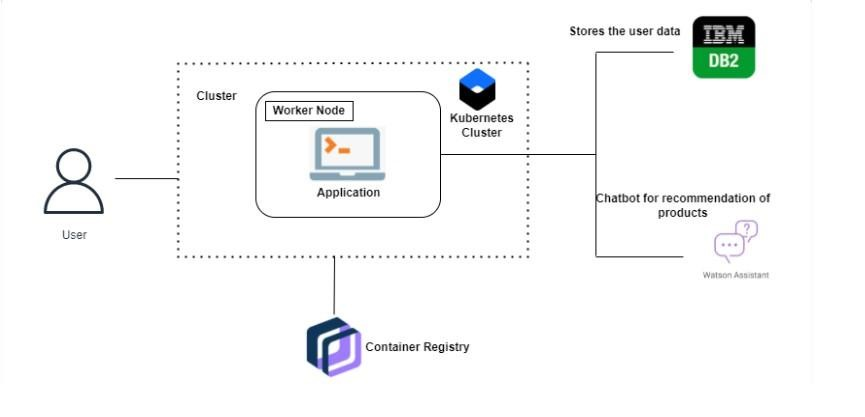 Stores the user data
IBM
DB2
Cluster
Worker Node
Kubernetes
Cluster
Application
Chatbot for recommendation of
products
User
Watson Assistant
Container Registry